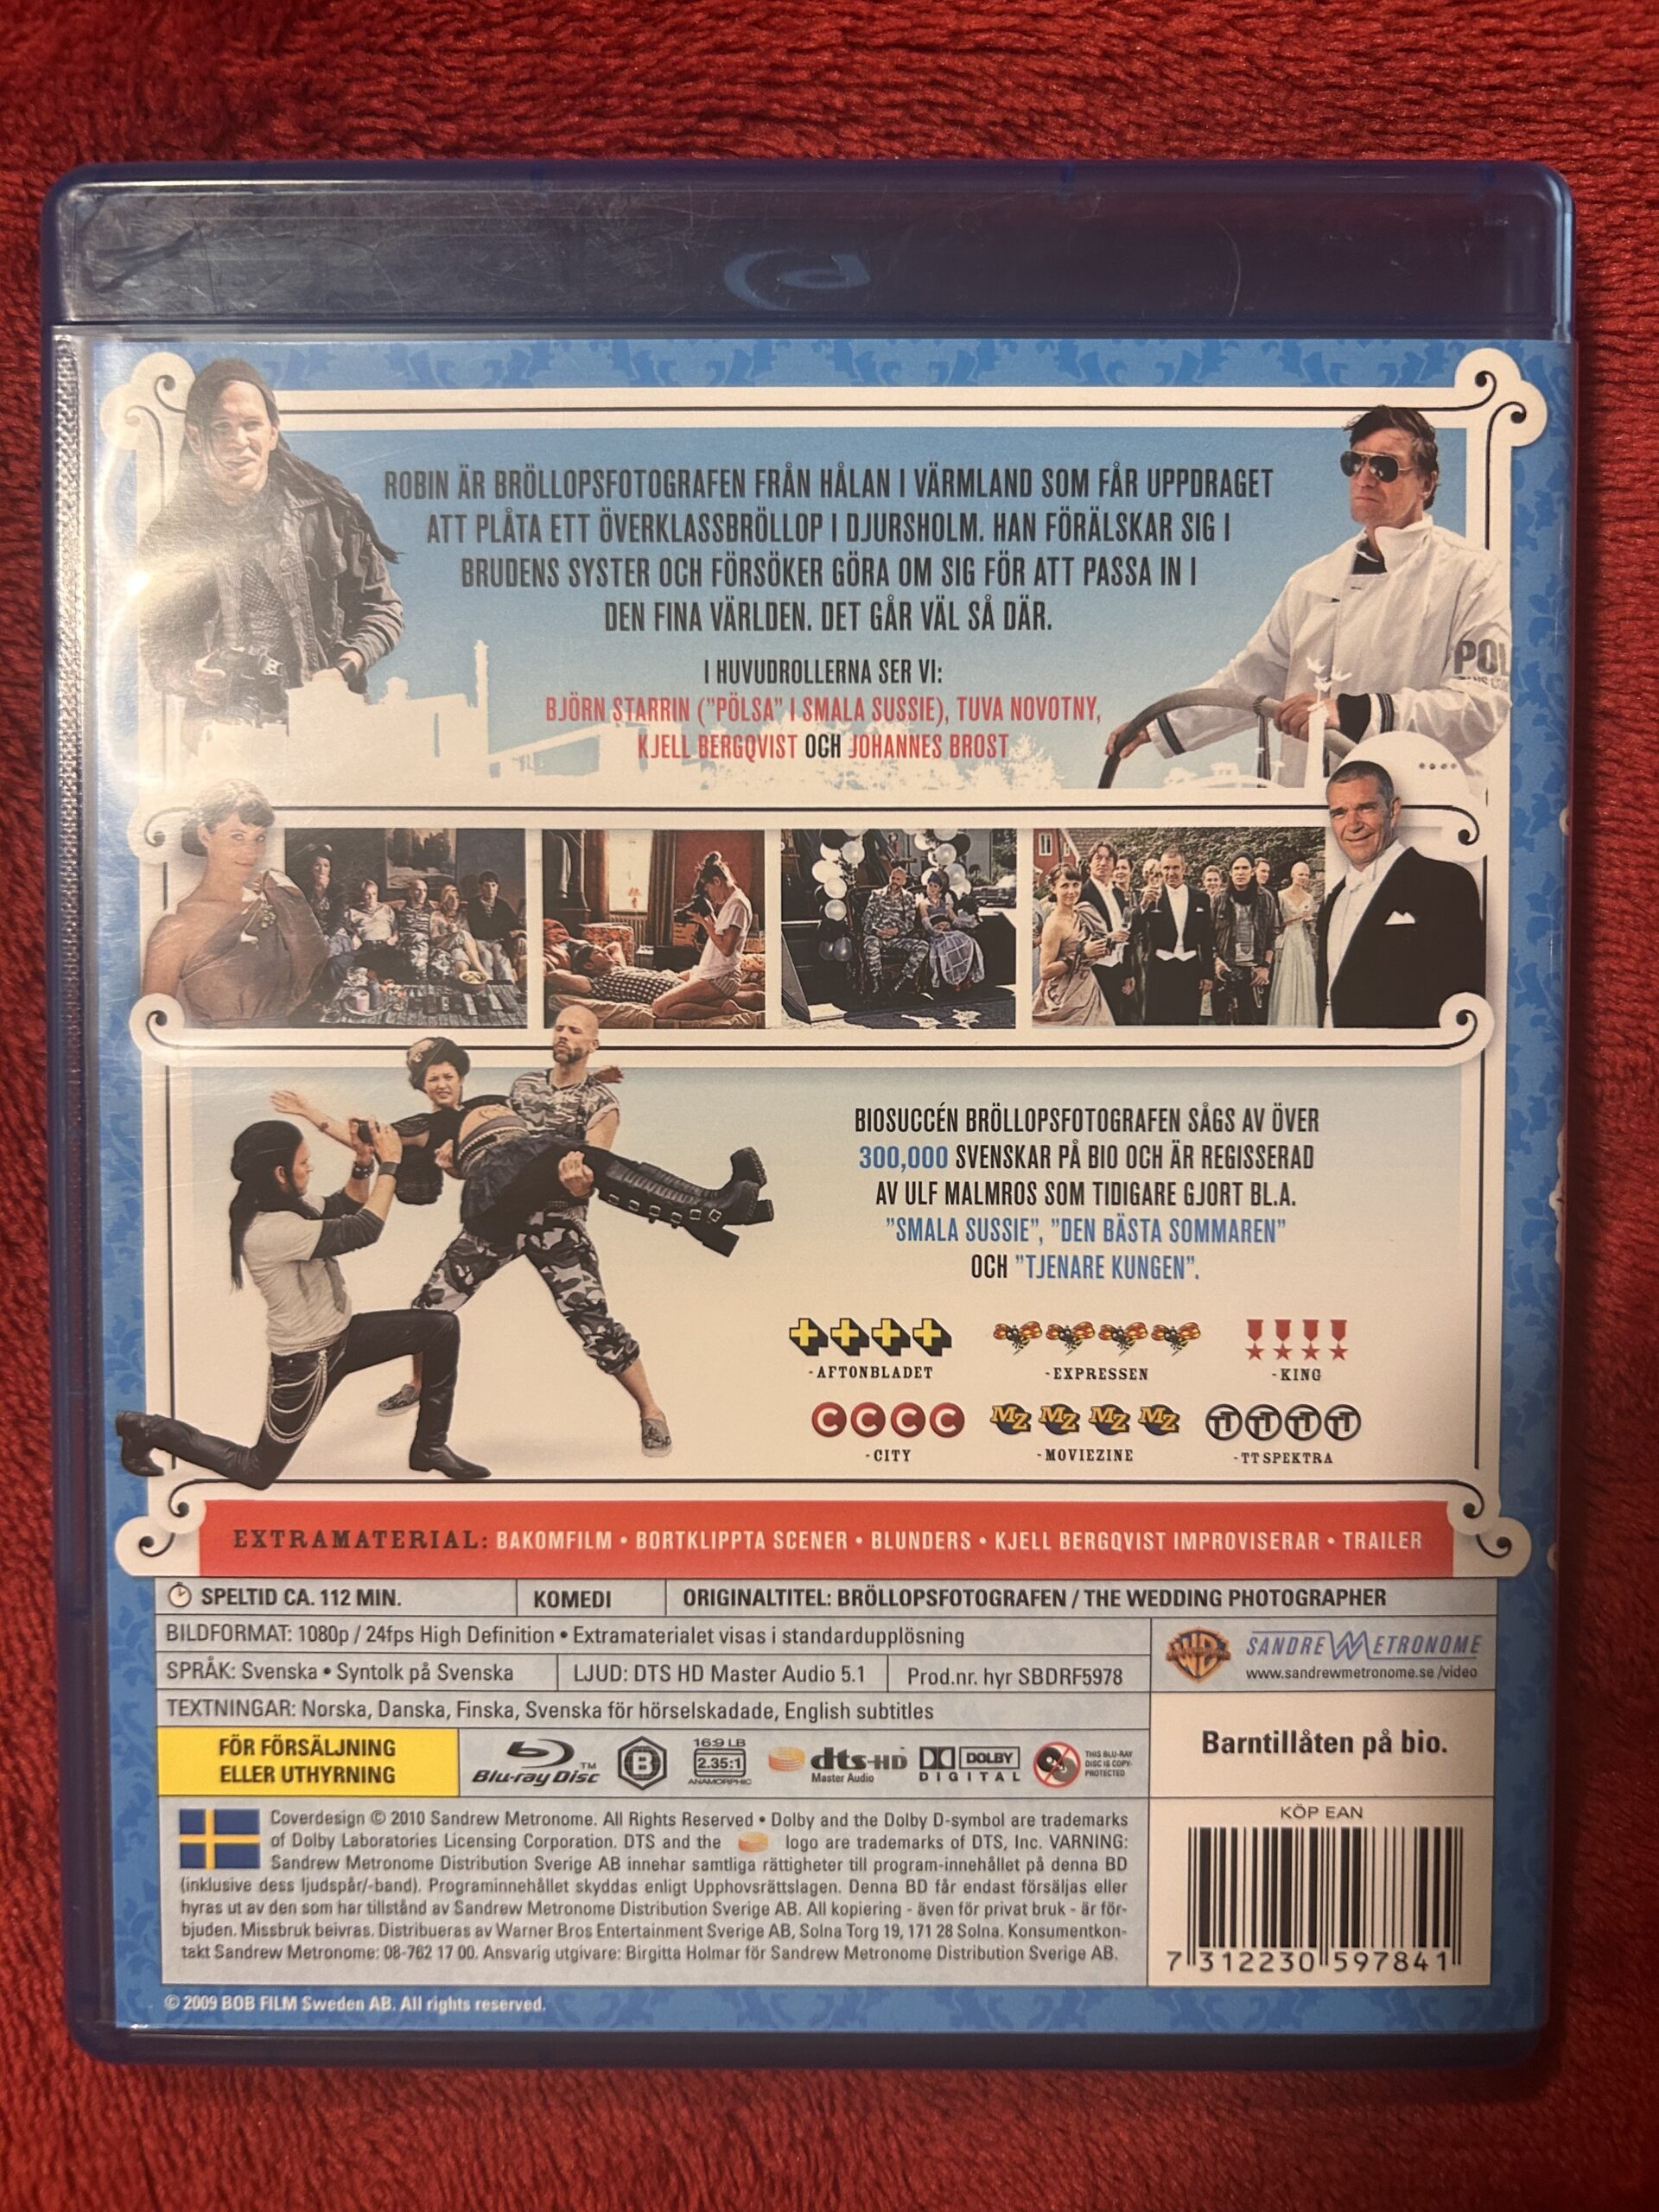 ROBIN ÄR BRÖLLOPSFOTOGRAFEN FRÅN HÅLAN I VÄRMLAND SOM FÅR UPPDRAGET
ATT PLÅTA ETT ÖVERKLASSBRÖLLOP I DJURSHOLM. HAN FÖRÄLSKAR SIG I
BRUDENS SYSTER OCH FÖRSÖKER GÖRA OM SIG FÖR ATT PASSA IN I
DEN FINA VÄRLDEN. DET GÅR VÄL SÅ DÄR.
I HUVUDROLLERNA SER VI:
BJÖRN STARRIN ("PÖLSA" I SMALA SUSSIE), TUVA NOVOTNY,
KJELL BERGQVIST OCH JOHANNES BROST
POL
BIOSUCCÉN BRÖLLOPSFOTOGRAFEN SÅGS AV ÖVER
300,000 SVENSKAR PÅ BIO OCH ÄR REGISSERAD
AV ULF MALMROS SOM TIDIGARE GJORT BL.A.
"SMALA SUSSIE", "DEN BÄSTA SOMMAREN"
OCH "TJENARE KUNGEN".
-AFTONBLADET
-EXPRESSEN
-KING
C C C C
MZ MZ MZ MZ
TT TT TT TT
-CITY
-MOVIEZINE
-TT SPEKTRA
EXTRAMATERIAL: BAKOMFILM • BORTKLIPPTA SCENER • BLUNDERS • KJELL BERGQVIST IMPROVISERAR • TRAILER
SPELTID CA. 112 MIN.
KOMEDI
ORIGINALTITEL: BRÖLLOPSFOTOGRAFEN / THE WEDDING PHOTOGRAPHER
BILDFORMAT: 1080p / 24fps High Definition • Extramaterialet visas i standardupplösning
SPRÅK: Svenska • Syntolk på Svenska
LJUD: DTS HD Master Audio 5.1
Prod.nr. hyr SBDRF5978
TEXTNINGAR: Norska, Danska, Finska, Svenska för hörselskadade, English subtitles
WB
SANDREW METRONOME
www.sandrewmetronome.se /video
FÖR FÖRSÄLJNING
ELLER UTHYRNING
Blu-ray Disc™
B
16:9 LB
2.35:1
ANAMORPHIC
dts-HD
Master Audio
DOLBY
DIGITAL
THIS BLU-RAY
DISC IS COPY-
PROTECTED
Barntillåten på bio.
Coverdesign © 2010 Sandrew Metronome. All Rights Reserved • Dolby and the Dolby D-symbol are trademarks
of Dolby Laboratories Licensing Corporation. DTS and the logo are trademarks of DTS, Inc. VARNING:
Sandrew Metronome Distribution Sverige AB innehar samtliga rättigheter till program-innehållet på denna BD
(inklusive dess ljudspår/-band). Programinnehållet skyddas enligt Upphovsrättslagen. Denna BD får endast försäljas eller
hyras ut av den som har tillstånd av Sandrew Metronome Distribution Sverige AB. All kopiering - även för privat bruk - är för-
bjuden. Missbruk beivras. Distribueras av Warner Bros Entertainment Sverige AB, Solna Torg 19, 171 28 Solna. Konsumentkon-
takt Sandrew Metronome: 08-762 17 00. Ansvarig utgivare: Birgitta Holmar för Sandrew Metronome Distribution Sverige AB.
KÖP EAN
7 312230 597841
© 2009 BOB FILM Sweden AB. All rights reserved.